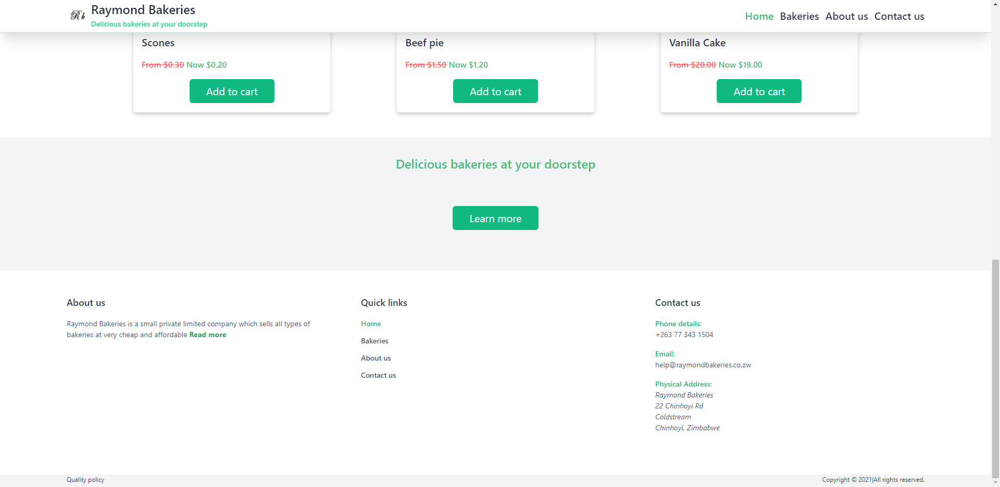 Rb
Raymond Bakeries
Delicious bakeries at your doorstep
Home Bakeries About us Contact us
Scones
From $0.30 Now $0.20
Add to cart
Beef pie
From $1.50 Now $1.20
Add to cart
Vanilla Cake
From $20.00 Now $19.00
Add to cart
Delicious bakeries at your doorstep
Learn more
About us
Raymond Bakeries is a small private limited company which sells all types of
bakeries at very cheap and affordable Read more
Quick links
Home
Bakeries
About us
Contact us
Contact us
Phone details:
+263 77 343 1504
Email:
help@raymondbakeries.co.zw
Physical Address:
Raymond Bakeries
22 Chinhoyi Rd
Coldstream
Chinhoyi, Zimbabwe
Quality policy
Copyright © 2021|All rights reserved.